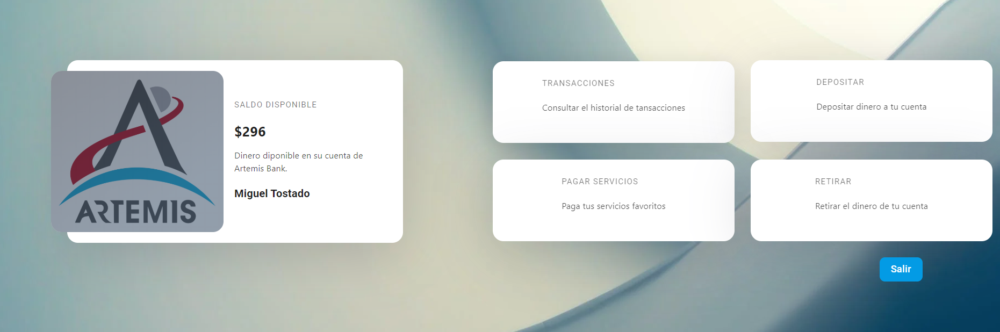 ARTEMIS
SALDO DISPONIBLE
$296
Dinero diponible en su cuenta de
Artemis Bank.
Miguel Tostado
TRANSACCIONES
Consultar el historial de tansacciones
DEPOSITAR
Depositar dinero a tu cuenta
PAGAR SERVICIOS
Paga tus servicios favoritos
RETIRAR
Retirar el dinero de tu cuenta
Salir